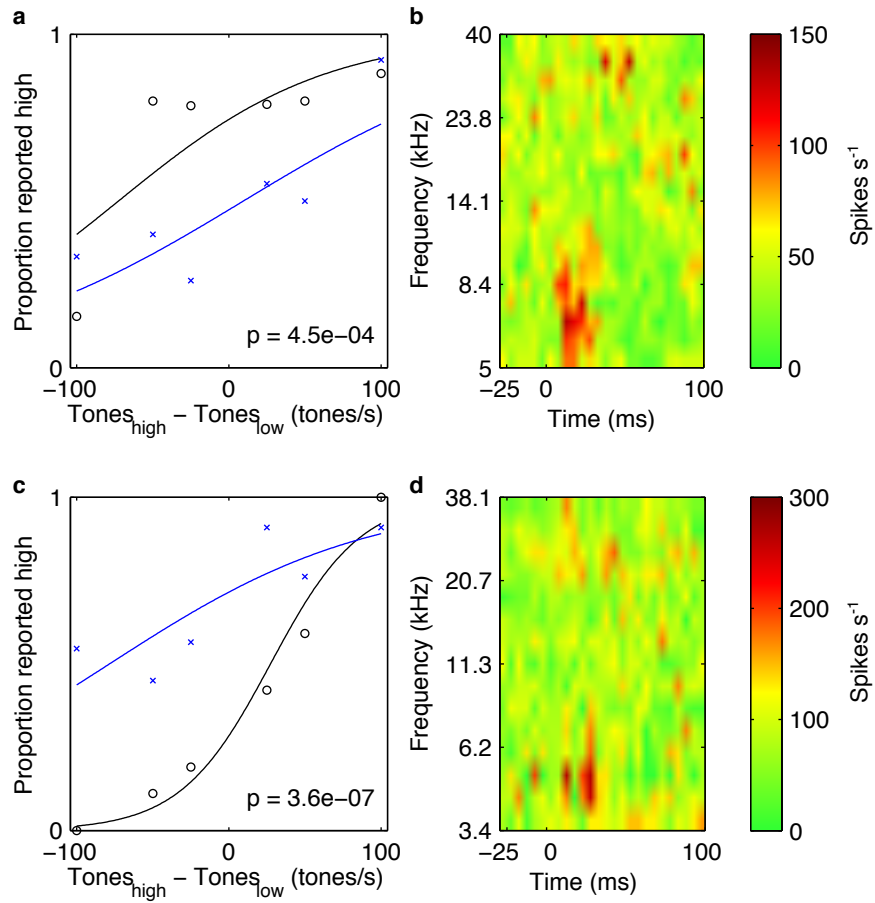 a
1
0
Proportion reported high
p = 4.5e−04
−100 0 100
Tones_high − Tones_low (tones/s)
b
40
23.8
14.1
8.4
5
Frequency (kHz)
−25 0 100
Time (ms)
150
100
50
0
Spikes s⁻¹
c
1
0
Proportion reported high
p = 3.6e−07
−100 0 100
Tones_high − Tones_low (tones/s)
d
38.1
20.7
11.3
6.2
3.4
Frequency (kHz)
−25 0 100
Time (ms)
300
200
100
0
Spikes s⁻¹